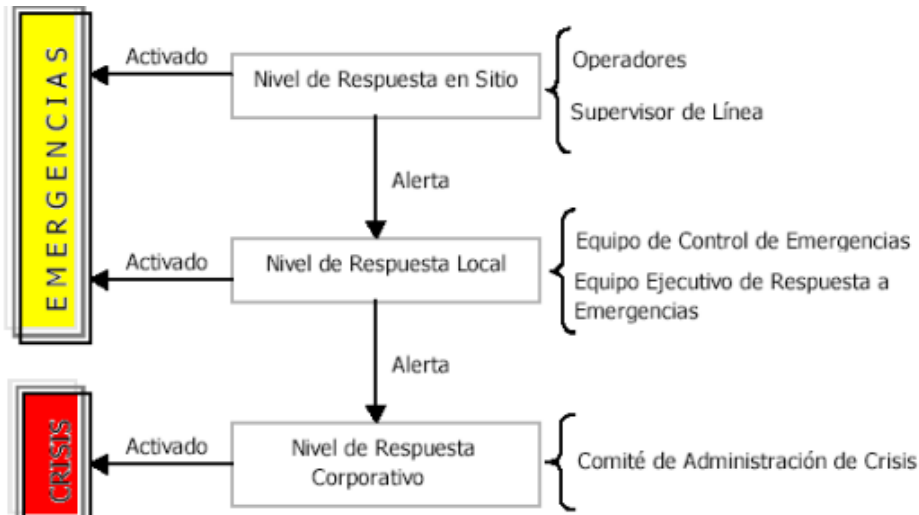 EMERGENCIAS
Activado
Nivel de Respuesta en Sitio
Operadores
Supervisor de Línea
Alerta
Activado
Nivel de Respuesta Local
Equipo de Control de Emergencias
Equipo Ejecutivo de Respuesta a
Emergencias
Alerta
CRISIS
Activado
Nivel de Respuesta
Corporativo
Comité de Administración de Crisis